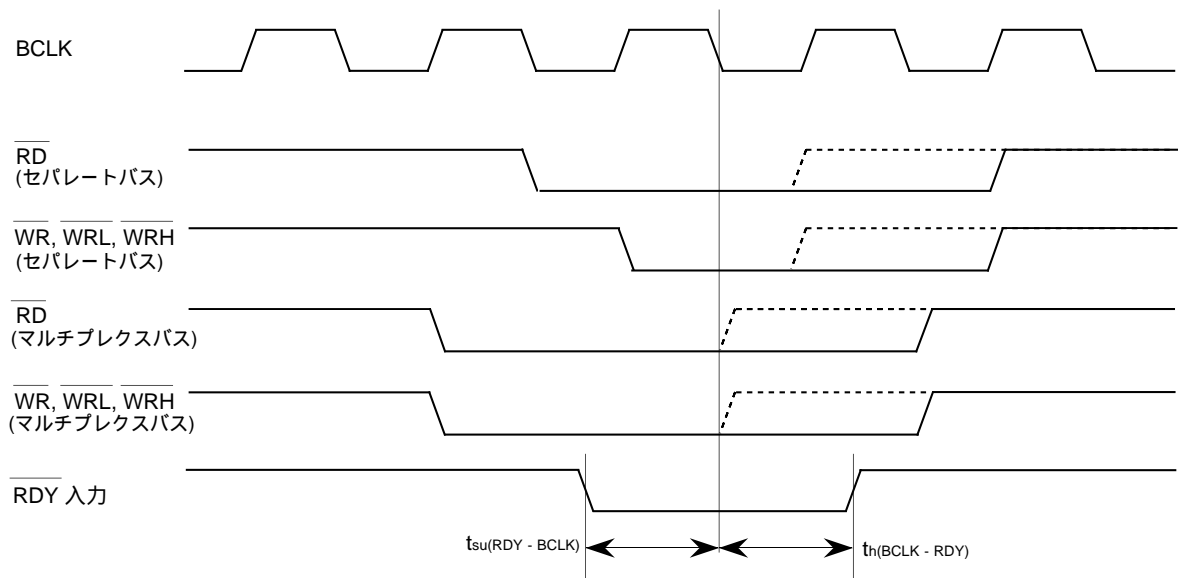 BCLK
RD
(セパレートバス)
WR, WRL, WRH
(セパレートバス)
RD
(マルチプレクスバス)
WR, WRL, WRH
(マルチプレクスバス)
RDY 入力
tsu(RDY - BCLK)
th(BCLK - RDY)